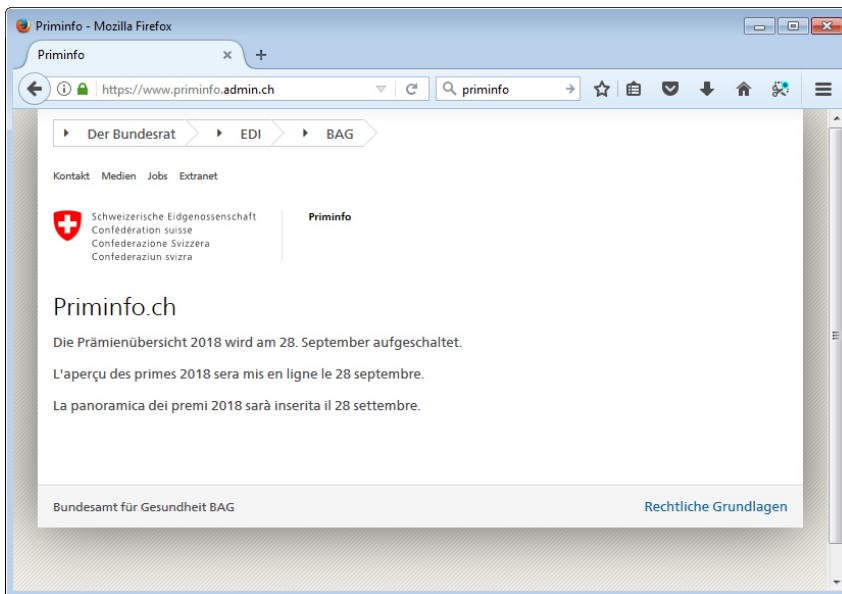 Priminfo - Mozilla Firefox
Priminfo
https://www.priminfo.admin.ch
priminfo
Der Bundesrat EDI BAG
Kontakt Medien Jobs Extranet
Schweizerische Eidgenossenschaft
Confédération suisse
Confederazione Svizzera
Confederaziun svizra
Priminfo
Priminfo.ch
Die Prämienübersicht 2018 wird am 28. September aufgeschaltet.
L'aperçu des primes 2018 sera mis en ligne le 28 septembre.
La panoramica dei premi 2018 sarà inserita il 28 settembre.
Bundesamt für Gesundheit BAG
Rechtliche Grundlagen